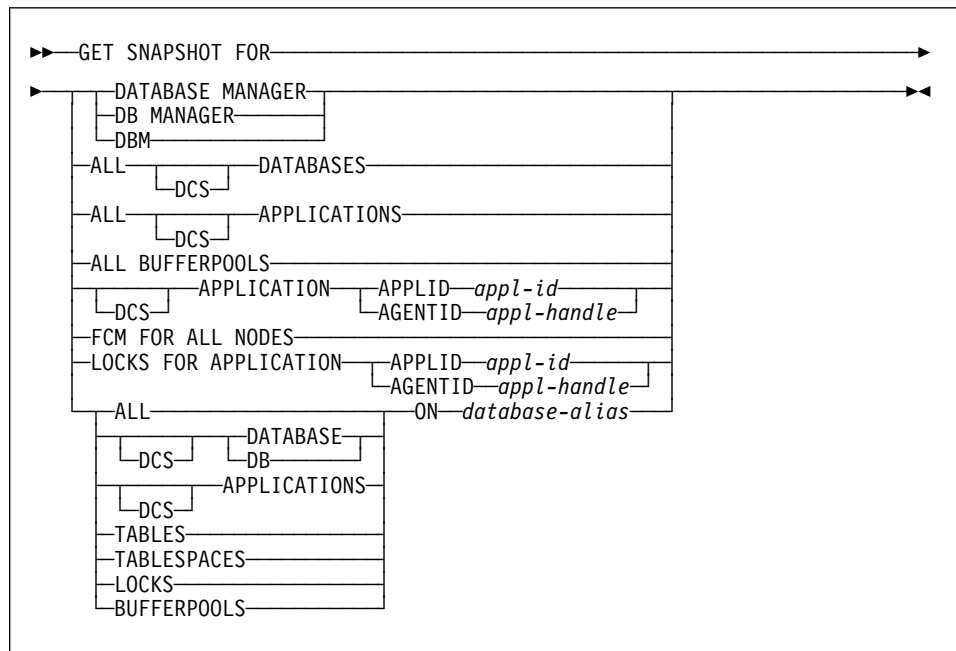 GET SNAPSHOT FOR
DATABASE MANAGER
DB MANAGER
DBM
ALL DATABASES
DCS
ALL APPLICATIONS
DCS
ALL BUFFERPOOLS
APPLICATION APPLID appl-id
DCS AGENTID appl-handle
FCM FOR ALL NODES
LOCKS FOR APPLICATION APPLID appl-id
AGENTID appl-handle
ALL ON database-alias
DATABASE
DCS DB
APPLICATIONS
DCS
TABLES
TABLESPACES
LOCKS
BUFFERPOOLS